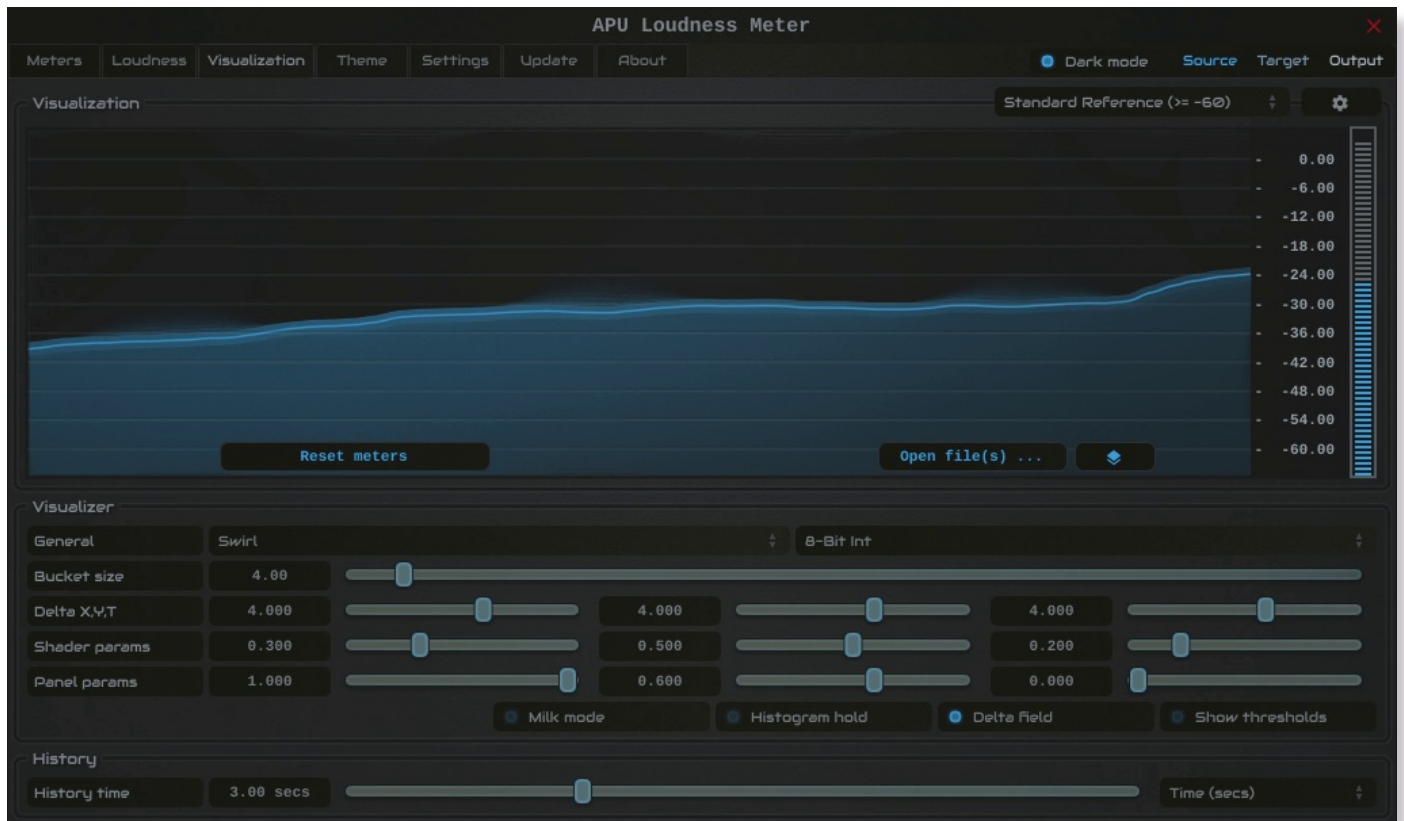 APU Loudness Meter
Meters Loudness Visualization Theme Settings Update About Dark mode Source Target Output
Visualization Standard Reference (>= -60)
- 0.00
- -6.00
- -12.00
- -18.00
- -24.00
- -30.00
- -36.00
- -42.00
- -48.00
- -54.00
- -60.00
Reset meters Open file(s) ...
Visualizer
General Swirl 8-Bit Int
Bucket size 4.00
Delta X,Y,T 4.000 4.000 4.000
Shader params 0.300 0.500 0.200
Panel params 1.000 0.600 0.000
Milk mode Histogram hold Delta field Show thresholds
History
History time 3.00 secs Time (secs)